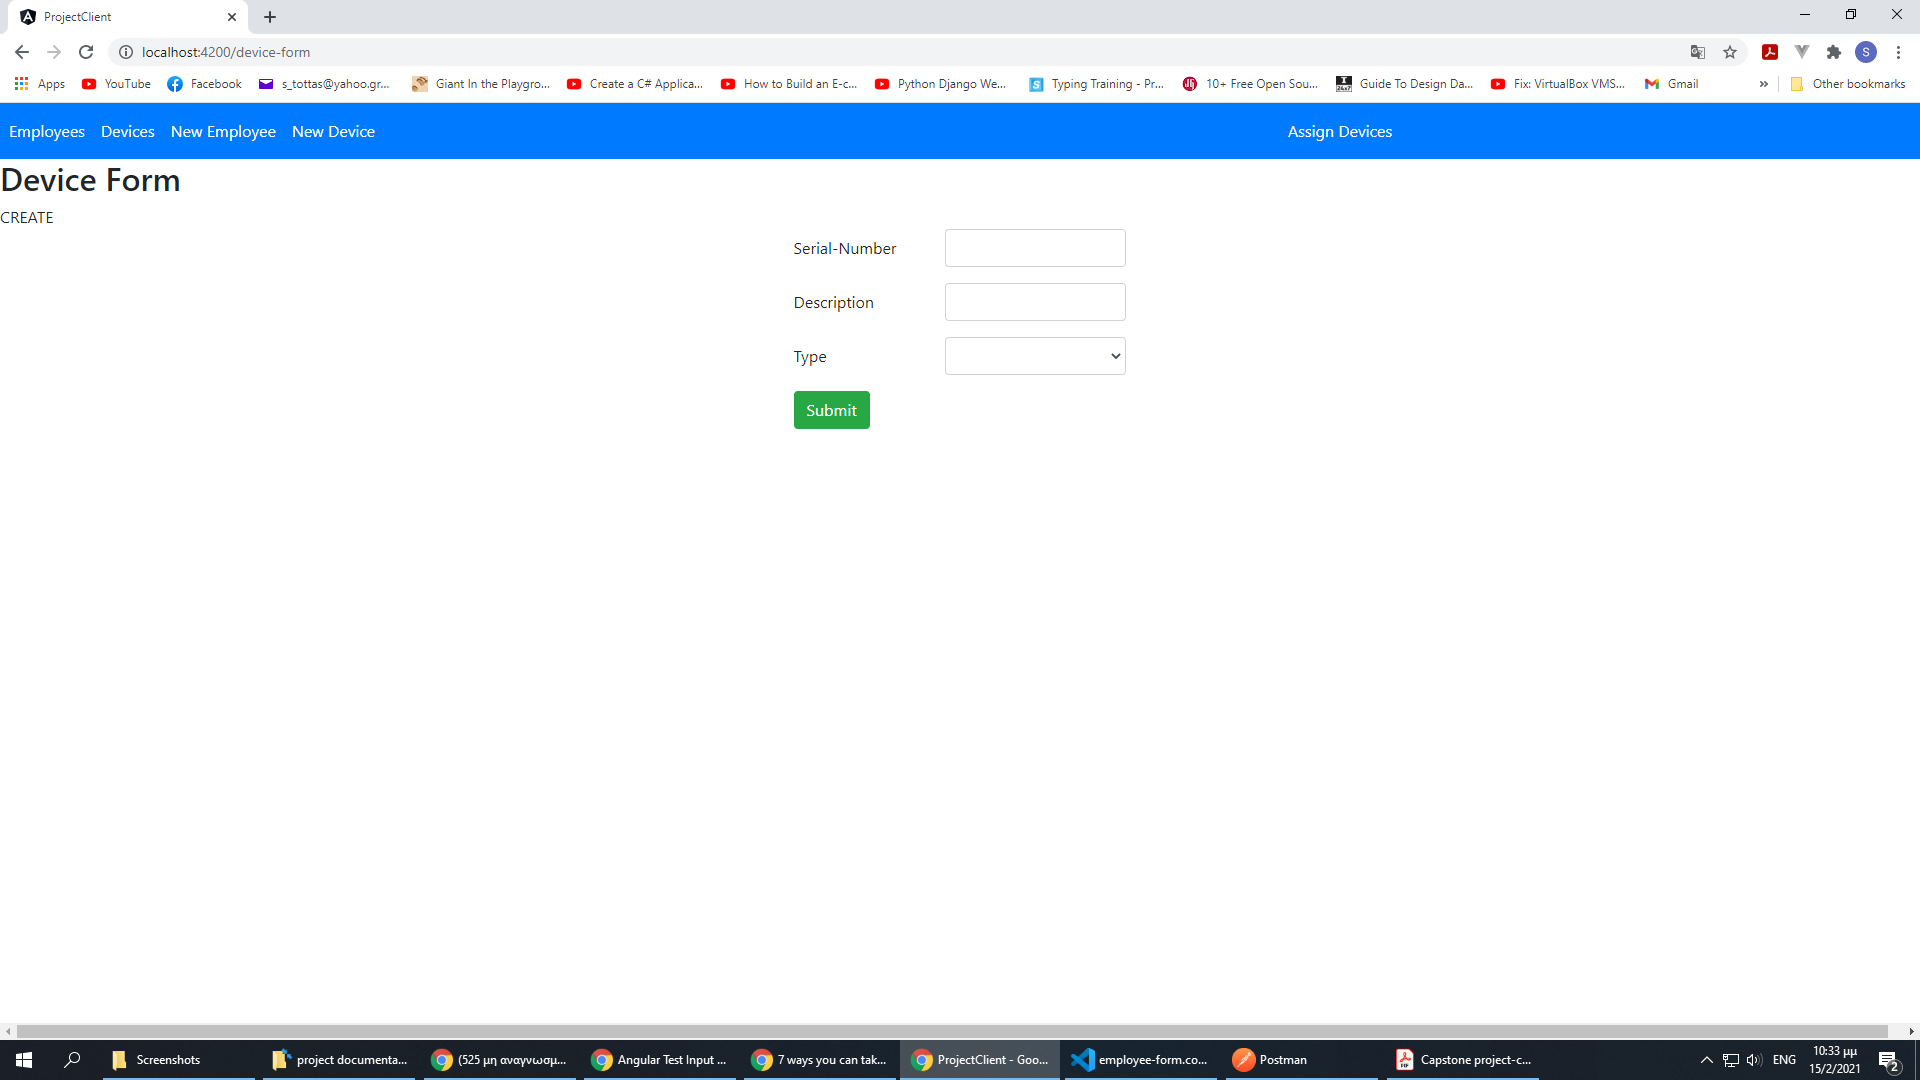 ProjectClient
localhost:4200/device-form
S
Apps YouTube Facebook s_tottas@yahoo.gr... Giant In the Playgro... Create a C# Applica... How to Build an E-c... Python Django We... Typing Training - Pr... 10+ Free Open Sou... Guide To Design Da... Fix: VirtualBox VMS... Gmail » Other bookmarks
Employees Devices New Employee New Device Assign Devices
Device Form
CREATE
Serial-Number
Description
Type
Submit
Screenshots project documenta... (525 μη αναγνωσμ... Angular Test Input ... 7 ways you can tak... ProjectClient - Goo... employee-form.co... Postman Capstone project-c... ENG 10:33 μμ
15/2/2021 2